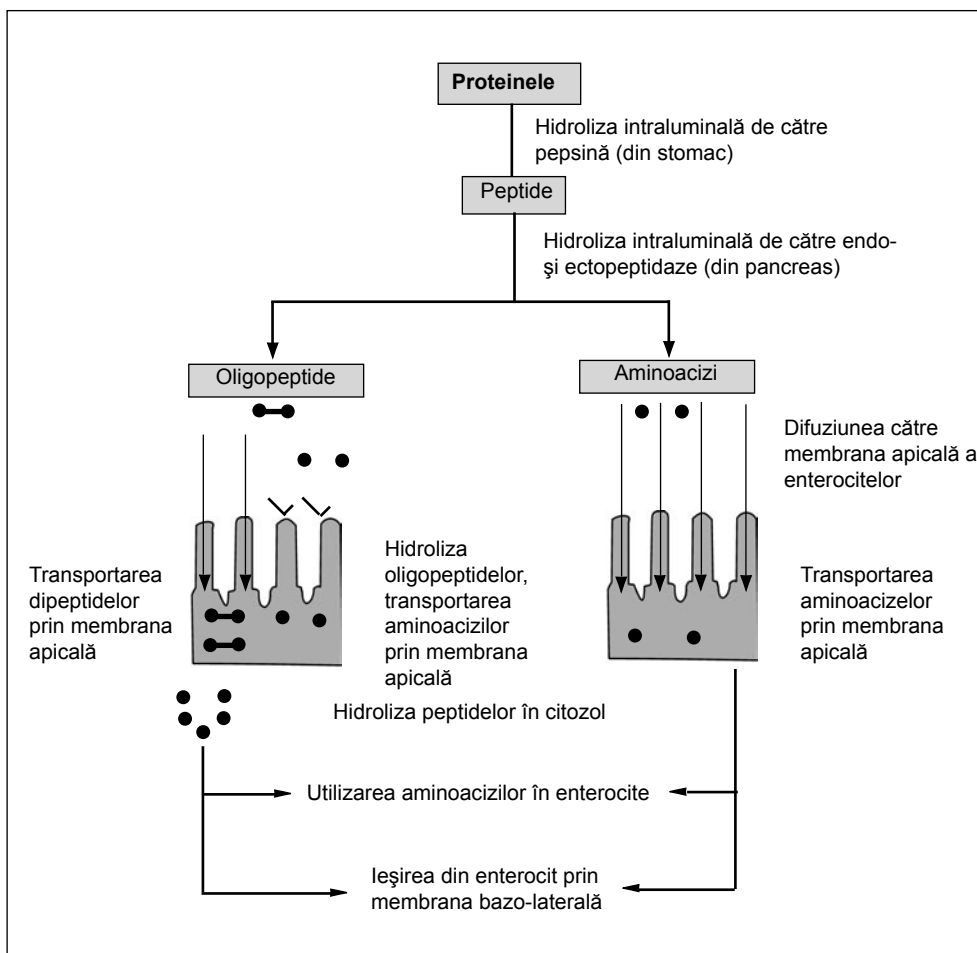 Proteinele
Hidroliza intraluminală de către
pepsină (din stomac)
Peptide
Hidroliza intraluminală de către endo-
şi ectopeptidaze (din pancreas)
Oligopeptide
Aminoacizi
Difuziunea către
membrana apicală a
enterocitelor
Transportarea
dipeptidelor
prin membrana
apicală
Hidroliza
oligopeptidelor,
transportarea
aminoacizilor
prin membrana
apicală
Transportarea
aminoacizelor
prin membrana
apicală
Hidroliza peptidelor în citozol
Utilizarea aminoacizilor în enterocite
Ieşirea din enterocit prin
membrana bazo-laterală